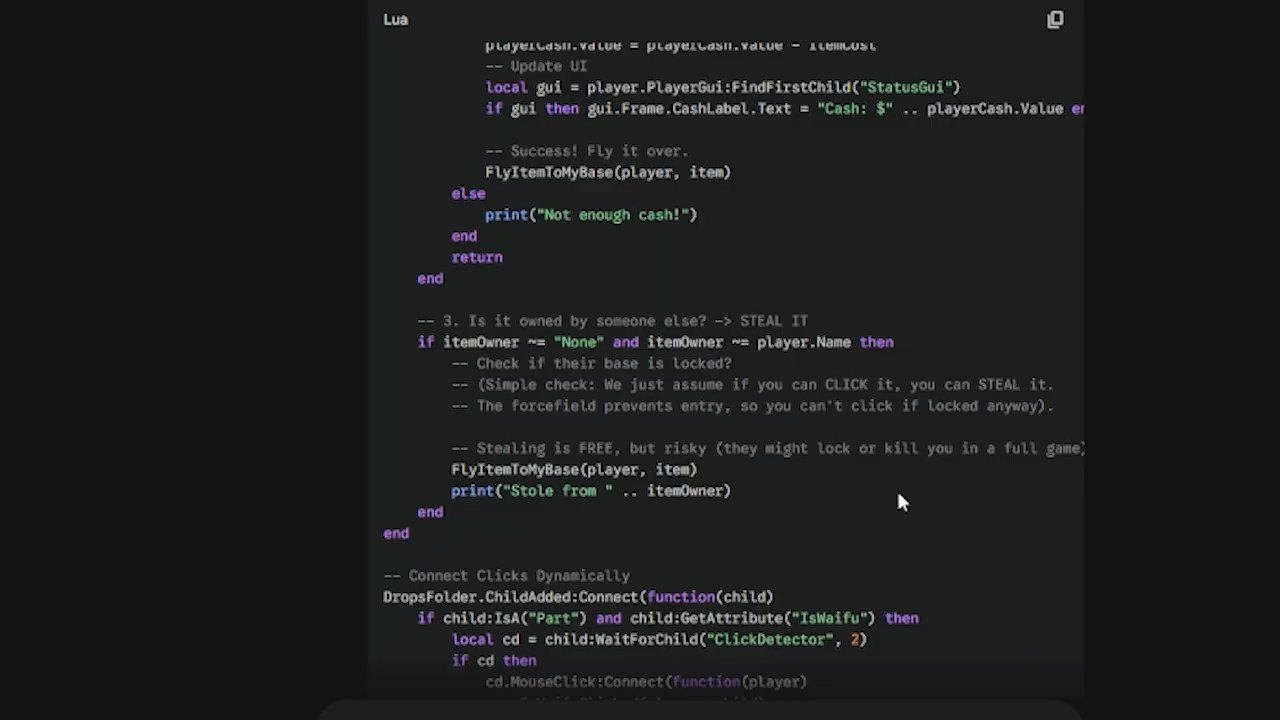 Lua
playerCash.Value = playerCash.Value - itemCost
-- Update UI
local gui = player.PlayerGui:FindFirstChild("StatusGui")
if gui then gui.Frame.CashLabel.Text = "Cash: $" .. playerCash.Value en
-- Success! Fly it over.
FlyItemToMyBase(player, item)
else
print("Not enough cash!")
end
return
end
-- 3. Is it owned by someone else? -> STEAL IT
if itemOwner ~= "None" and itemOwner ~= player.Name then
-- Check if their base is locked?
-- (Simple check: We just assume if you can CLICK it, you can STEAL it.
-- The forcefield prevents entry, so you can't click if locked anyway).
-- Stealing is FREE, but risky (they might lock or kill you in a full game)
FlyItemToMyBase(player, item)
print("Stole from " .. itemOwner)
end
end
-- Connect Clicks Dynamically
DropsFolder.ChildAdded:Connect(function(child)
if child:IsA("Part") and child:GetAttribute("IsWaifu") then
local cd = child:WaitForChild("ClickDetector", 2)
if cd then
cd.MouseClick:Connect(function(player)